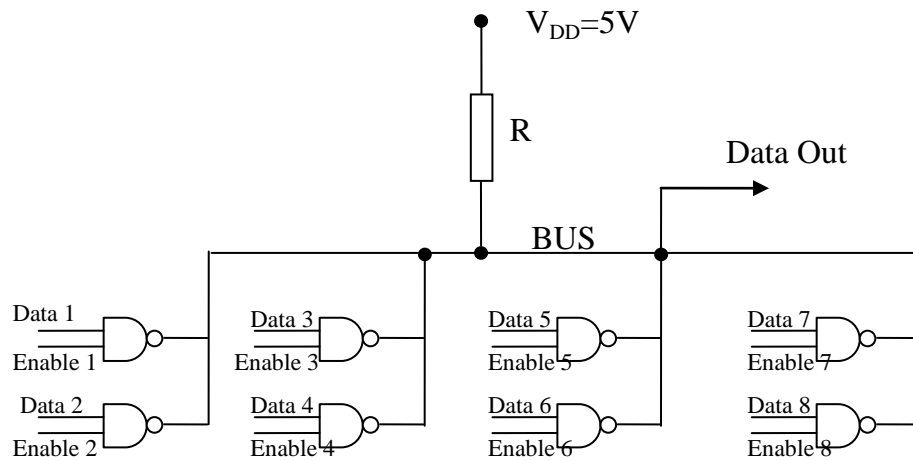 V_DD=5V
R
Data Out
BUS
Data 1
Data 3
Data 5
Data 7
Enable 1
Enable 3
Enable 5
Enable 7
Data 2
Data 4
Data 6
Data 8
Enable 2
Enable 4
Enable 6
Enable 8